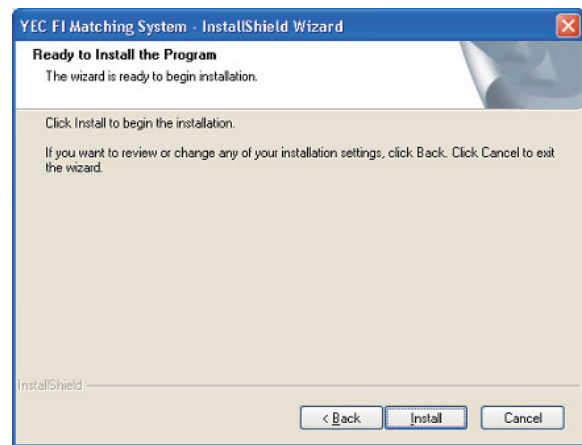 YEC FI Matching System - InstallShield Wizard
Ready to Install the Program
The wizard is ready to begin installation.
Click Install to begin the installation.
If you want to review or change any of your installation settings, click Back. Click Cancel to exit
the wizard.
InstallShield
< Back
Install
Cancel